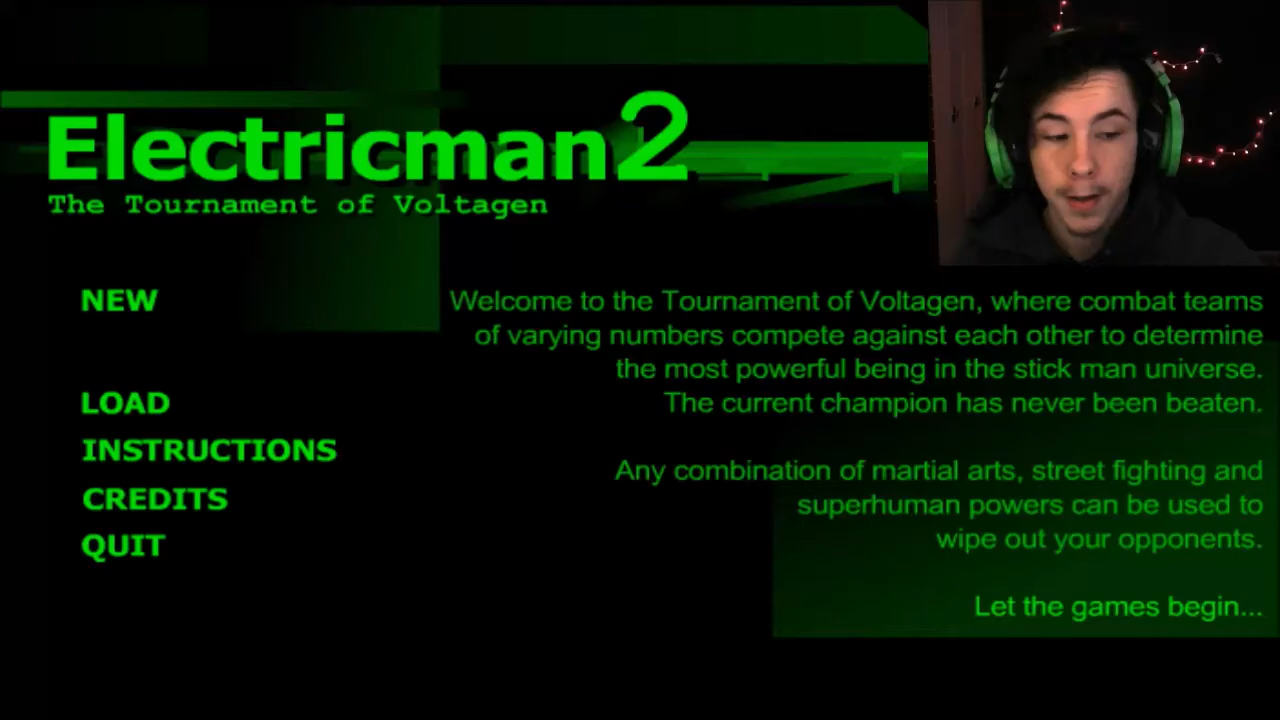 Electricman2
The Tournament of Voltagen
NEW
LOAD
INSTRUCTIONS
CREDITS
QUIT
Welcome to the Tournament of Voltagen, where combat teams
of varying numbers compete against each other to determine
the most powerful being in the stick man universe.
The current champion has never been beaten.
Any combination of martial arts, street fighting and
superhuman powers can be used to
wipe out your opponents.
Let the games begin...